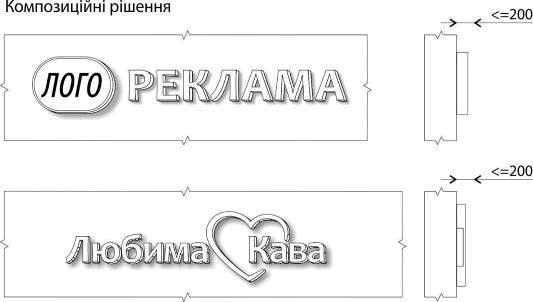 Композиційні рішення
<=200
ЛОГО РЕКЛАМА
<=200
Любима Кава